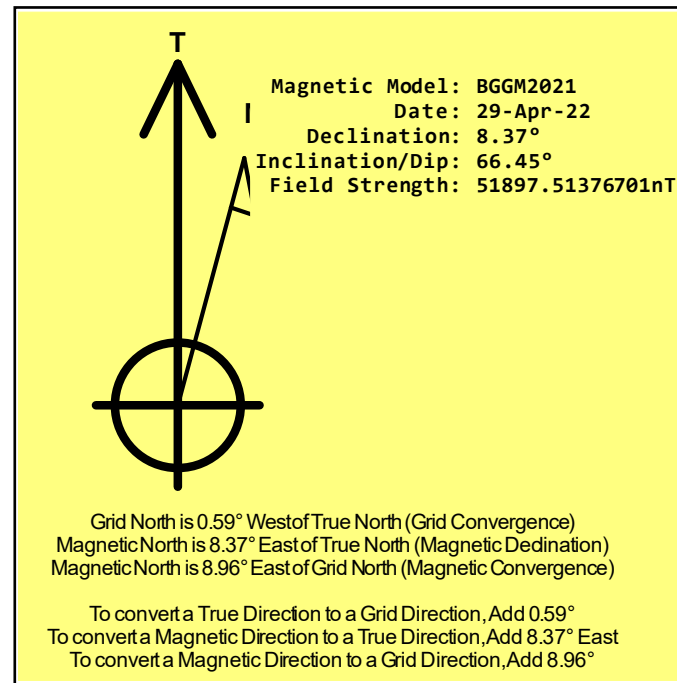 T
Magnetic Model: BGGM2021
Date: 29-Apr-22
Declination: 8.37°
Inclination/Dip: 66.45°
Field Strength: 51897.51376701nT
Grid North is 0.59° West of True North (Grid Convergence)
Magnetic North is 8.37° East of True North (Magnetic Declination)
Magnetic North is 8.96° East of Grid North (Magnetic Convergence)
To convert a True Direction to a Grid Direction, Add 0.59°
To convert a Magnetic Direction to a True Direction, Add 8.37° East
To convert a Magnetic Direction to a Grid Direction, Add 8.96°